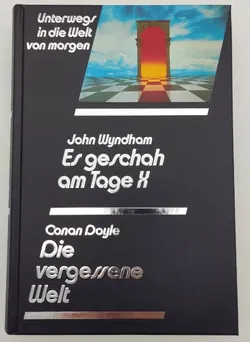 Unterwegs
in die Welt
von morgen
John Wyndham
Es geschah
am Tage X
Conan Doyle
Die
vergessene
Welt